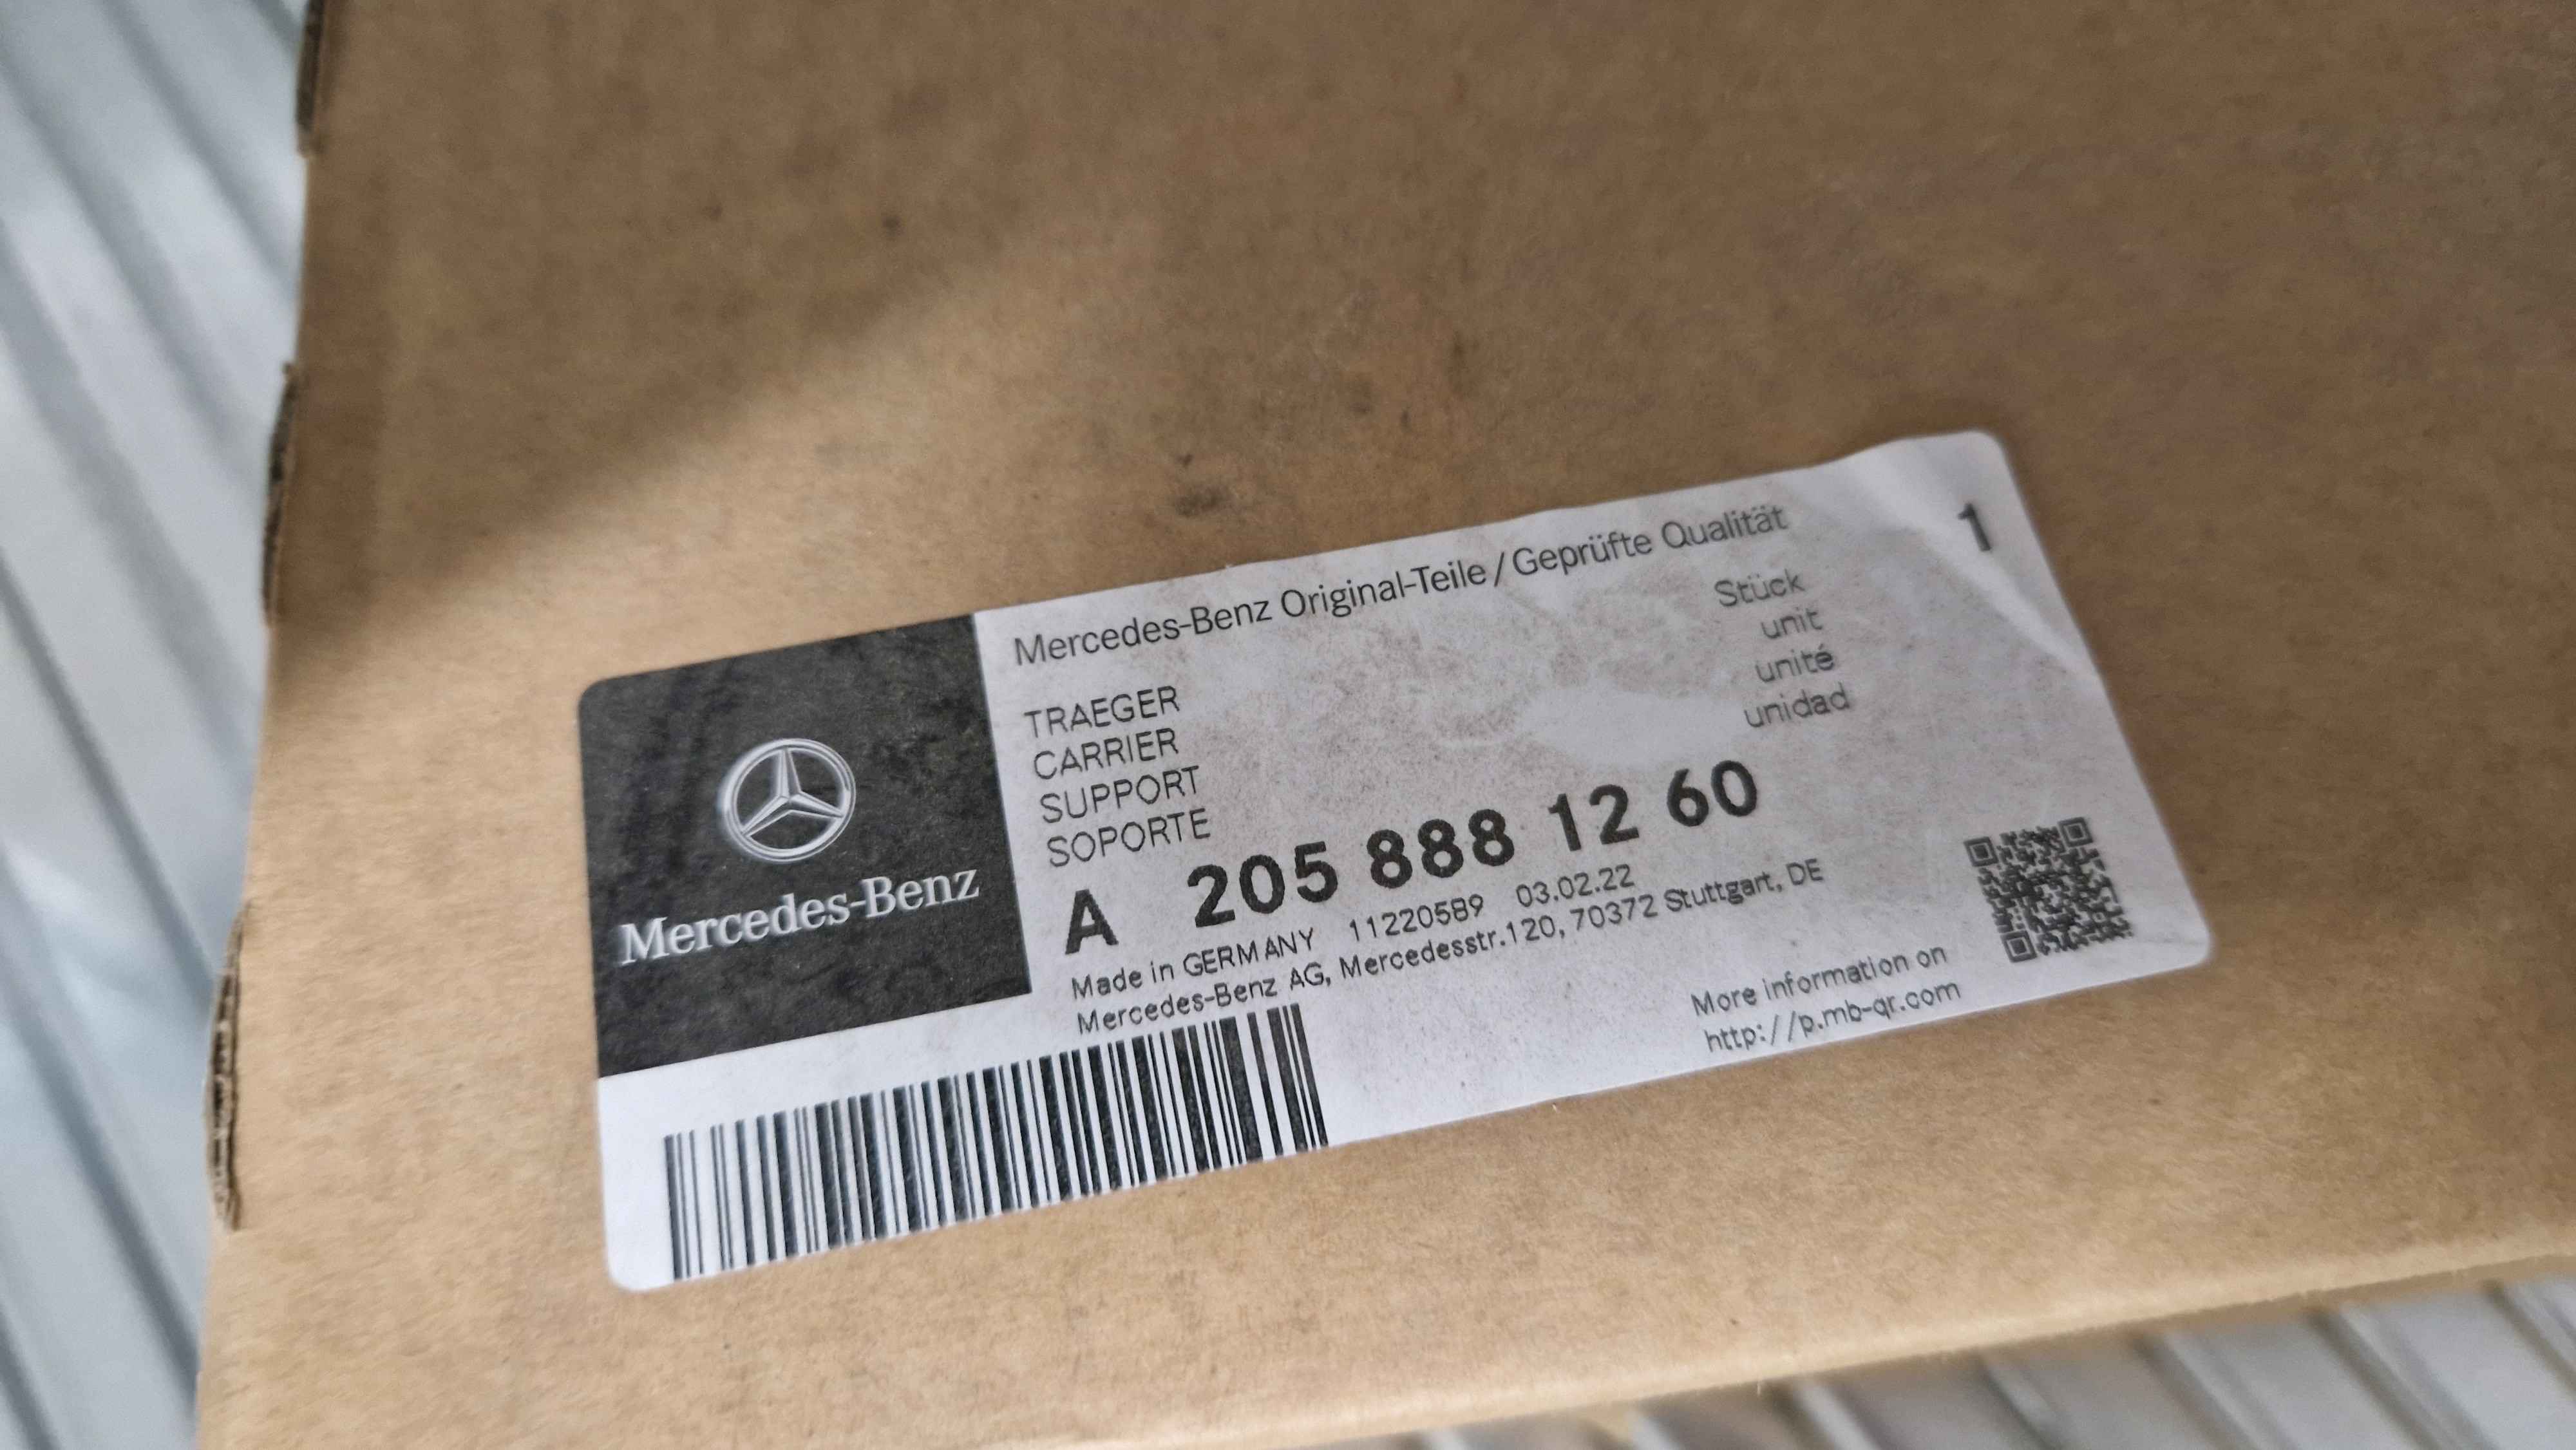 Mercedes-Benz
Mercedes-Benz Original-Teile/Geprüfte Qualität
1
Stück
unit
unité
unidad
TRAEGER
CARRIER
SUPPORT
SOPORTE
A 205 888 12 60
Made in GERMANY 11220589 03.02.22
Mercedes-Benz AG, Mercedesstr.120, 70372 Stuttgart, DE
More information on
http://p.mb-qr.com